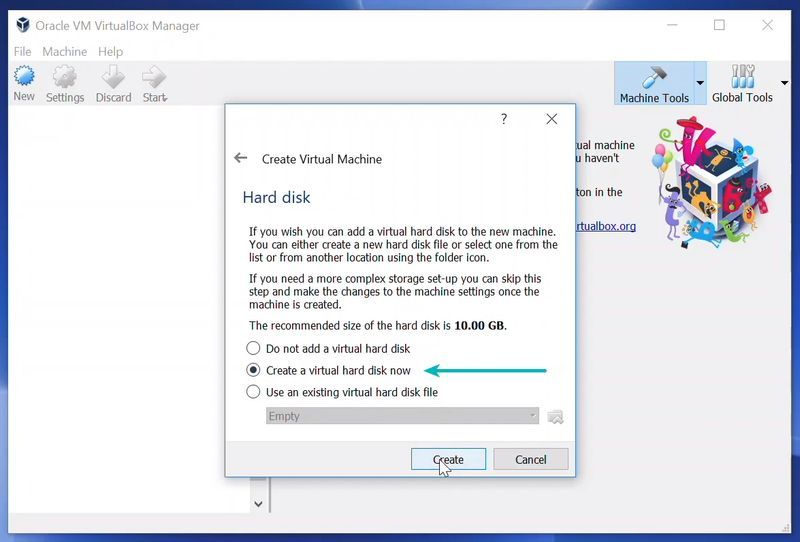 Oracle VM VirtualBox Manager
File Machine Help
New Settings Discard Start
Machine Tools Global Tools
?
Create Virtual Machine
Hard disk
If you wish you can add a virtual hard disk to the new machine.
You can either create a new hard disk file or select one from the
list or from another location using the folder icon.
If you need a more complex storage set-up you can skip this
step and make the changes to the machine settings once the
machine is created.
The recommended size of the hard disk is 10.00 GB.
Do not add a virtual hard disk
Create a virtual hard disk now
Use an existing virtual hard disk file
Empty
Create Cancel
machine
haven't
ton in the
rtualbox.org